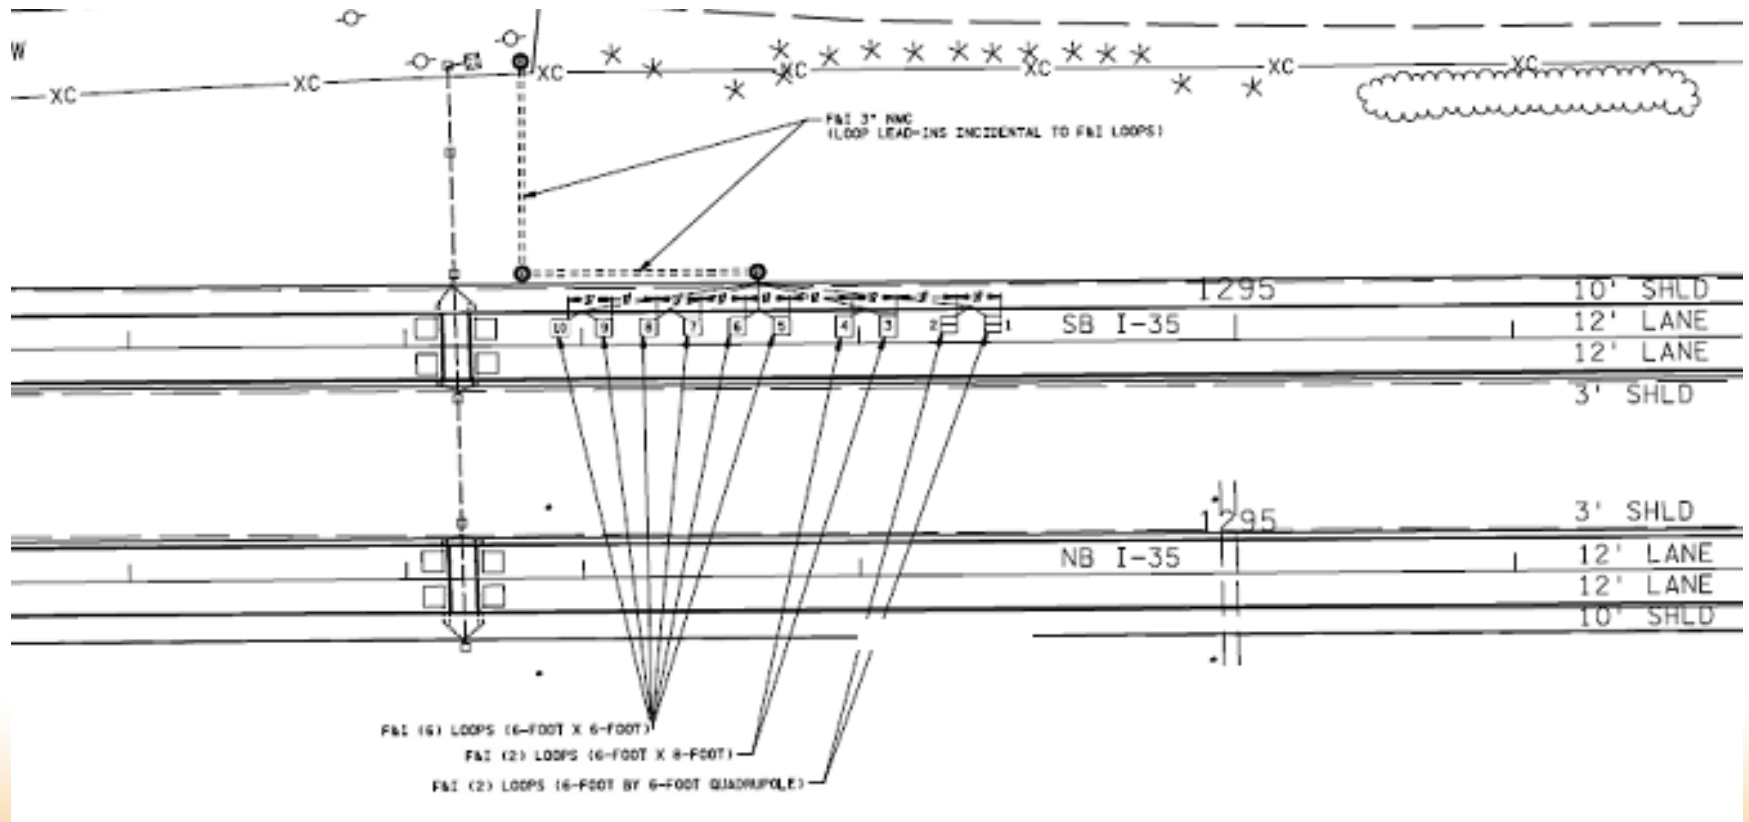 W
XC
XC
XC
XC
XC
XC
XC
F&I 3" NMC
(LOOP LEAD-INS INCIDENTAL TO F&I LOOPS)
1295
10' SHLD
10 9 8 7 6 5 4 3 2 1
SB I-35
12' LANE
12' LANE
3' SHLD
1295
3' SHLD
NB I-35
12' LANE
12' LANE
10' SHLD
F&I (6) LOOPS (6-FOOT X 6-FOOT)
F&I (2) LOOPS (6-FOOT X 8-FOOT)
F&I (2) LOOPS (6-FOOT BY 6-FOOT QUADRUPOLE)